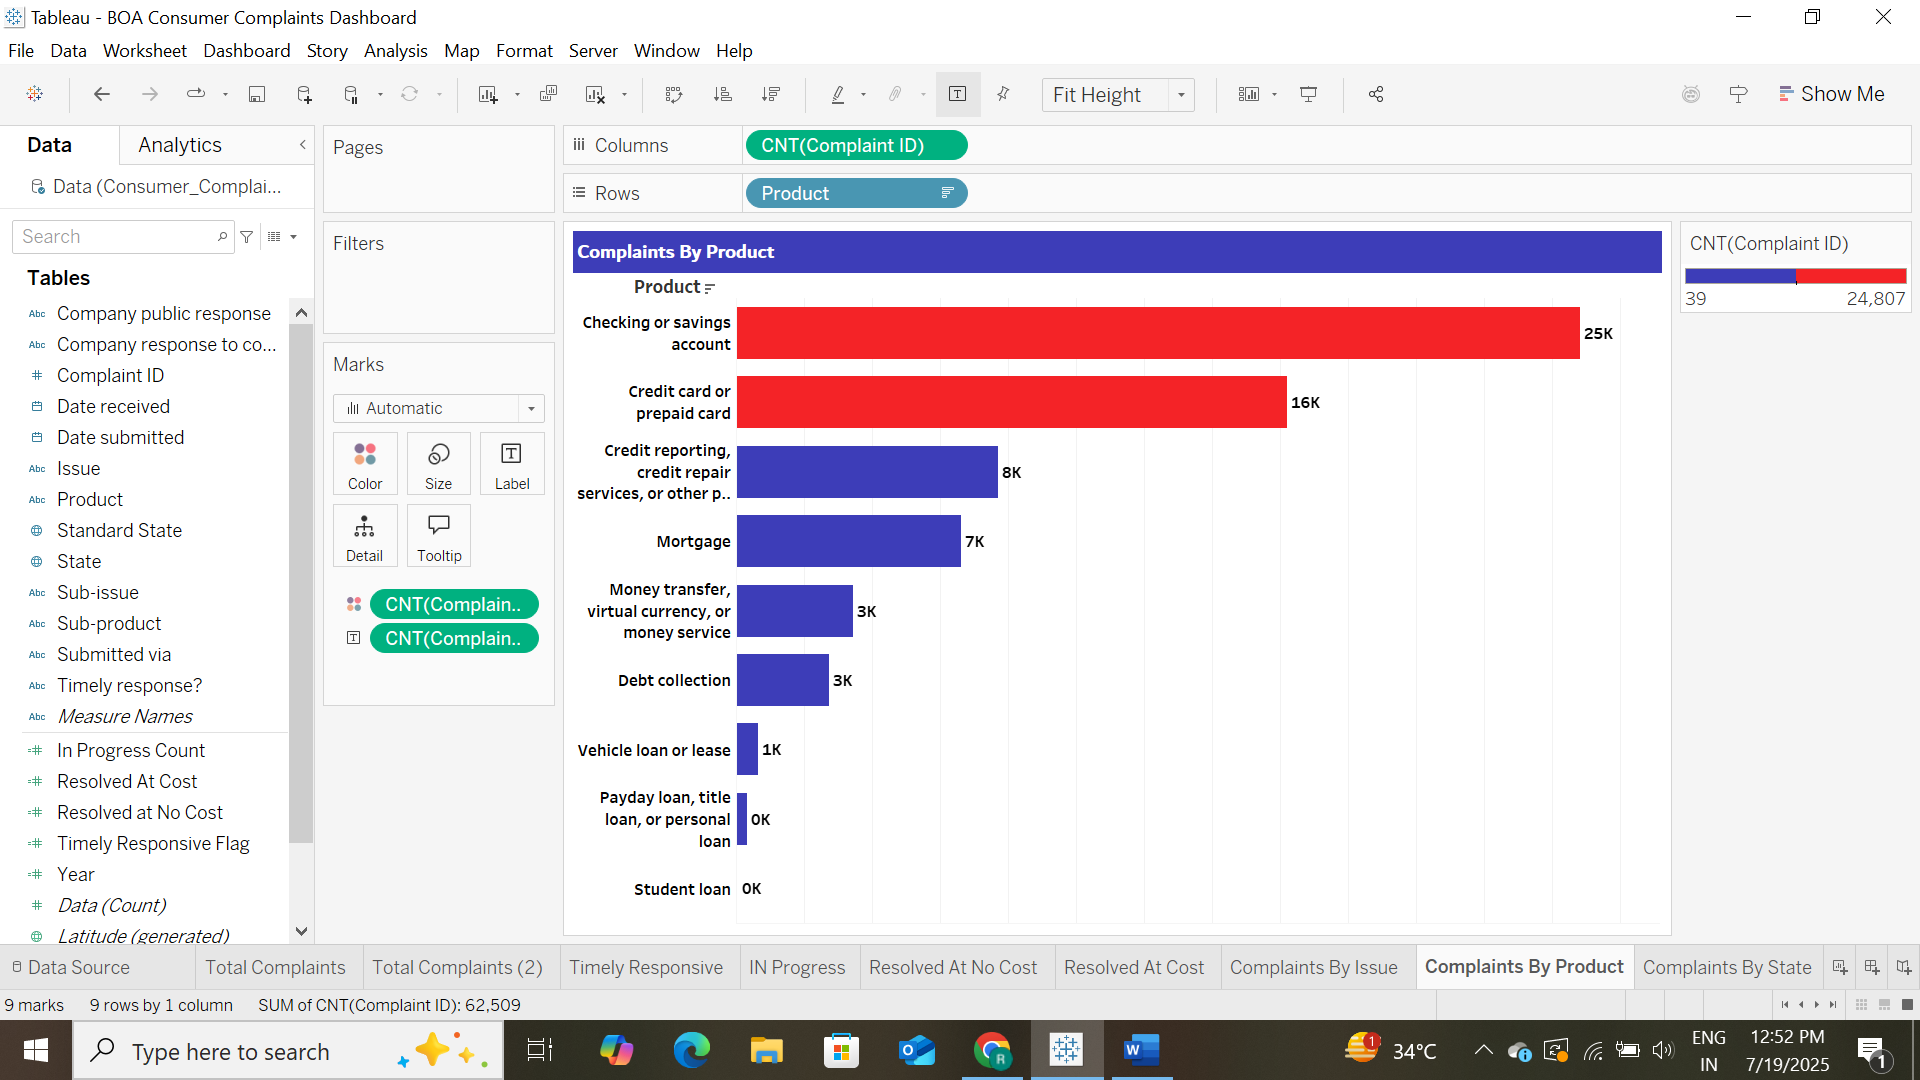 Tableau - BOA Consumer Complaints Dashboard
File Data Worksheet Dashboard Story Analysis Map Format Server Window Help
Fit Height
Show Me
Data
Analytics
Data (Consumer_Complai...
Search
Tables
Abc Company public response
Abc Company response to co...
# Complaint ID
Date received
Date submitted
Abc Issue
Abc Product
Standard State
State
Abc Sub-issue
Abc Sub-product
Abc Submitted via
Abc Timely response?
Abc Measure Names
=# In Progress Count
=# Resolved At Cost
=# Resolved at No Cost
=# Timely Responsive Flag
=# Year
# Data (Count)
Latitude (generated)
Pages
Filters
Marks
Automatic
Color
Size
Label
Detail
Tooltip
CNT(Complain..
CNT(Complain..
Columns
CNT(Complaint ID)
Rows
Product
Complaints By Product
Product
Checking or savings
account
25K
Credit card or
prepaid card
16K
Credit reporting,
credit repair
services, or other p..
8K
Mortgage
7K
Money transfer,
virtual currency, or
money service
3K
Debt collection
3K
Vehicle loan or lease
1K
Payday loan, title
loan, or personal
loan
0K
Student loan
0K
CNT(Complaint ID)
39
24,807
Data Source
Total Complaints
Total Complaints (2)
Timely Responsive
IN Progress
Resolved At No Cost
Resolved At Cost
Complaints By Issue
Complaints By Product
Complaints By State
9 marks
9 rows by 1 column
SUM of CNT(Complaint ID): 62,509
Type here to search
34°C
ENG
IN
12:52 PM
7/19/2025